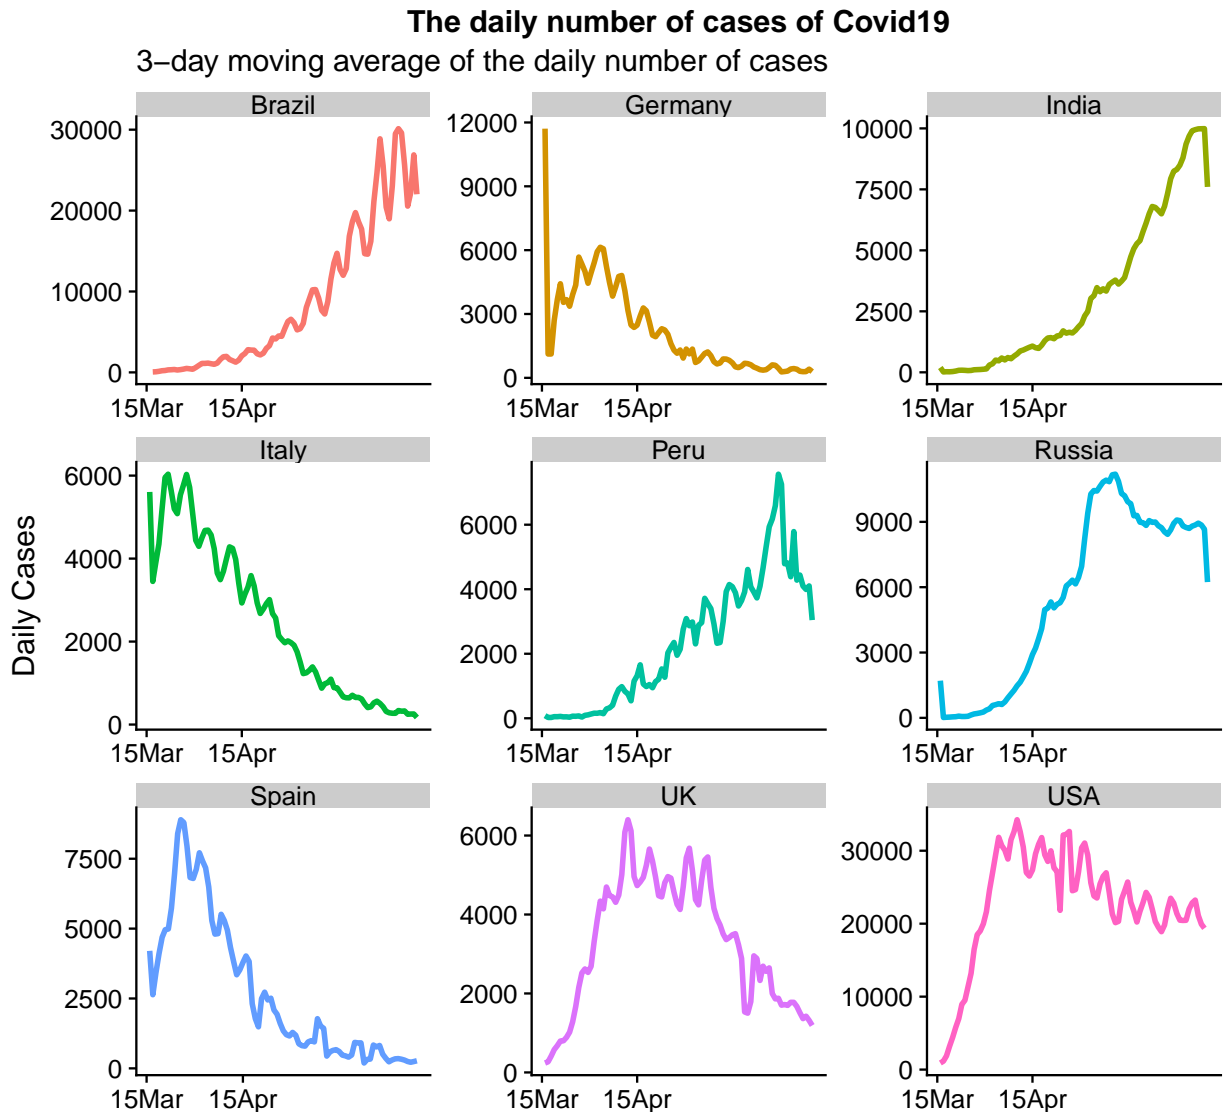 The daily number of cases of Covid19
3−day moving average of the daily number of cases
Brazil
Germany
India
30000
20000
10000
0
15Mar 15Apr
12000
9000
6000
3000
0
15Mar 15Apr
10000
7500
5000
2500
0
15Mar 15Apr
Daily Cases
Italy
Peru
Russia
6000
4000
2000
0
15Mar 15Apr
6000
4000
2000
0
15Mar 15Apr
9000
6000
3000
0
15Mar 15Apr
Spain
UK
USA
7500
5000
2500
0
15Mar 15Apr
6000
4000
2000
0
15Mar 15Apr
30000
20000
10000
0
15Mar 15Apr